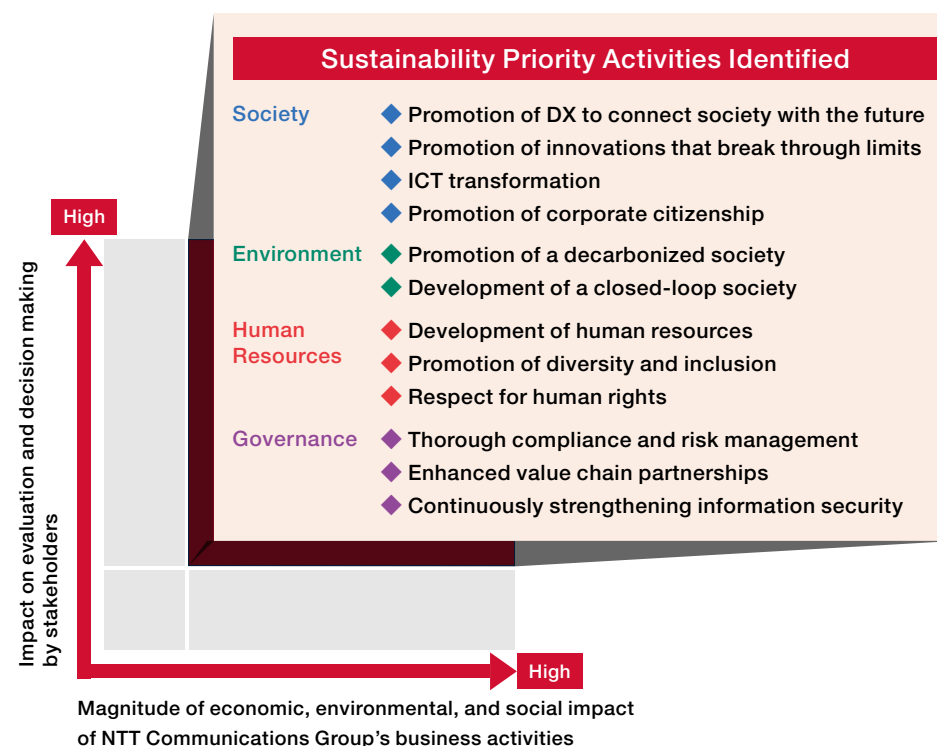 Sustainability Priority Activities Identified
Society
Promotion of DX to connect society with the future
Promotion of innovations that break through limits
ICT transformation
Promotion of corporate citizenship
Environment
Promotion of a decarbonized society
Development of a closed-loop society
Human
Resources
Development of human resources
Promotion of diversity and inclusion
Respect for human rights
Governance
Thorough compliance and risk management
Enhanced value chain partnerships
Continuously strengthening information security
High
Impact on evaluation and decision making
by stakeholders
High
Magnitude of economic, environmental, and social impact
of NTT Communications Group's business activities